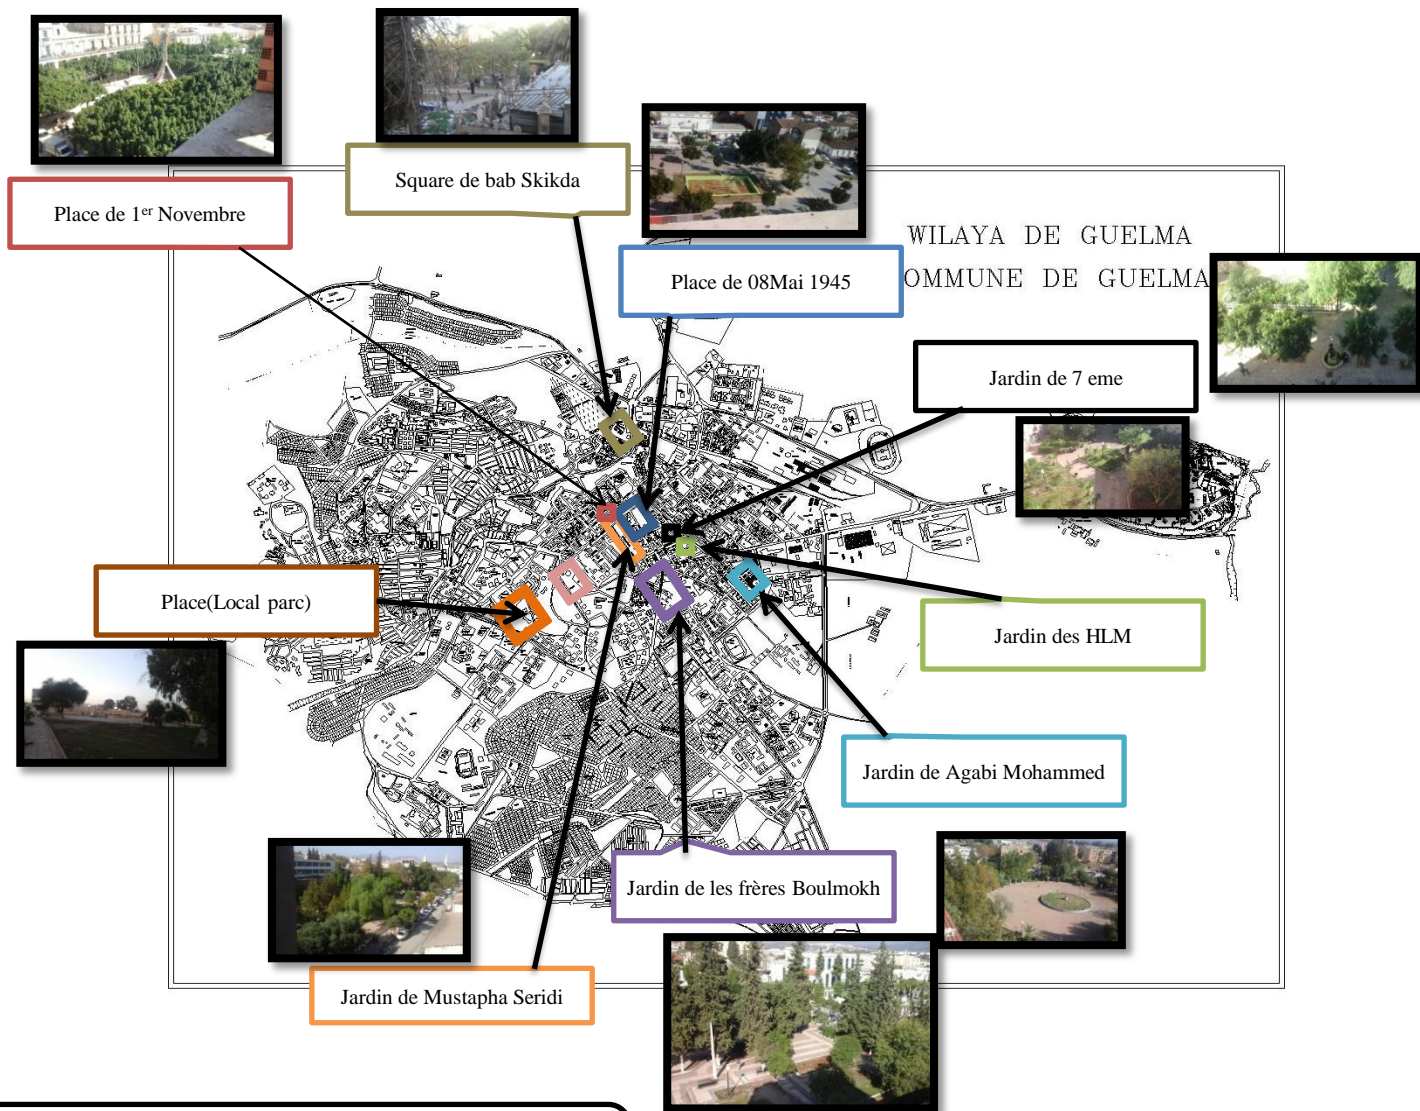 Square de bab Skikda
Place de 1er Novembre
WILAYA DE GUELMA
OMMUNE DE GUELMA
Place de 08Mai 1945
Jardin de 7 eme
Place(Local parc)
Jardin des HLM
Jardin de Agabi Mohammed
Jardin de les frères Boulmokh
Jardin de Mustapha Seridi